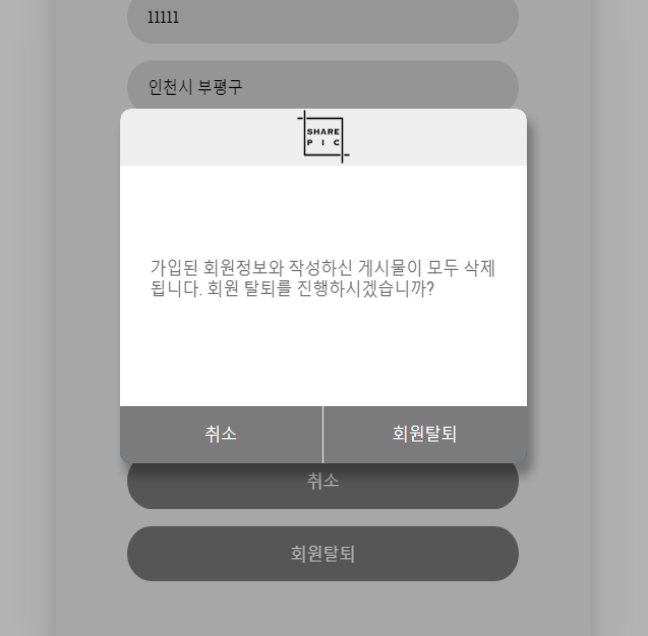 11111
인천시 부평구
SHARE
PIC
가입된 회원정보와 작성하신 게시물이 모두 삭제
됩니다. 회원 탈퇴를 진행하시겠습니까?
취소
회원탈퇴
취소
회원탈퇴